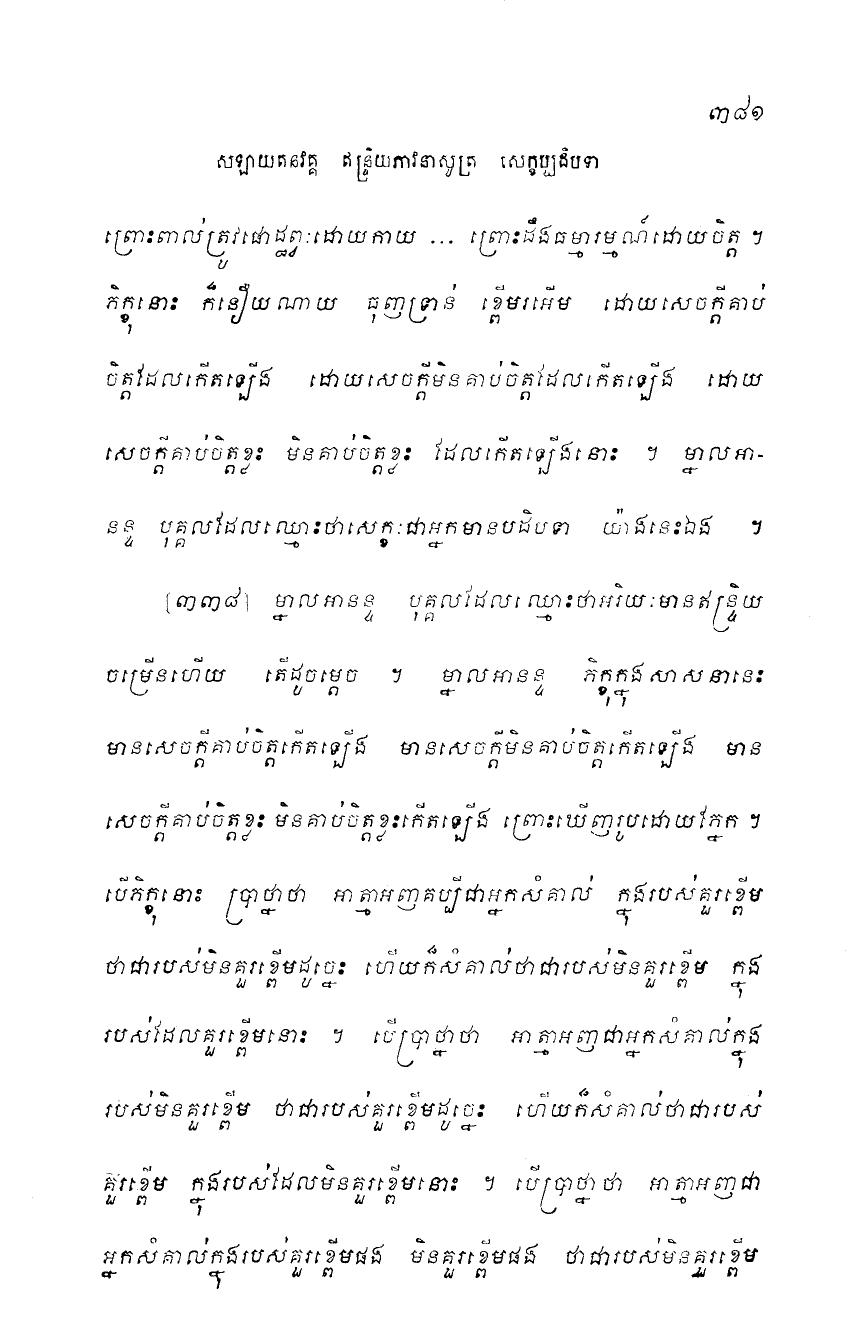 ៣៨១
សឡាយតនវគ្គ ឥន្ទ្រិយភាវនាសូត្រ សេក្ខប្បដិបទា
ព្រោះពាល់ត្រូវផោដ្ឋព្វៈដោយកាយ ... ព្រោះដឹងធម្មារម្មណ៍ដោយចិត្ត ។
ភិក្ខុនោះ ក៏នឿយណាយ ធុញទ្រាន់ ខ្ពើមរអើម ដោយសេចក្តីគាប់
ចិត្តដែលកើតឡើង ដោយសេចក្តីមិនគាប់ចិត្តដែលកើតឡើង ដោយ
សេចក្តីគាប់ចិត្តខ្លះ មិនគាប់ចិត្តខ្លះ ដែលកើតឡើងនោះ ។ ម្នាលអា-
នន្ទ បុគ្គលដែលឈ្មោះថាសេក្ខៈជាអ្នកមានបដិបទា យ៉ាងនេះឯង ។
[៣៣៨] ម្នាលអានន្ទ បុគ្គលដែលឈ្មោះថាអរិយៈមានឥន្ទ្រិយ
ចម្រើនហើយ តើដូចម្តេច ។ ម្នាលអានន្ទ ភិក្ខុក្នុងសាសនានេះ
មានសេចក្តីគាប់ចិត្តកើតឡើង មានសេចក្តីមិនគាប់ចិត្តកើតឡើង មាន
សេចក្តីគាប់ចិត្តខ្លះ មិនគាប់ចិត្តខ្លះកើតឡើង ព្រោះឃើញរូបដោយភ្នែក ។
បើភិក្ខុនោះ ប្រាថ្នាថា អាត្មាអញគប្បីជាអ្នកសំគាល់ ក្នុងរបស់គួរខ្ពើម
ថាជារបស់មិនគួរខ្ពើមដូច្នេះ ហើយក៏សំគាល់ថាជារបស់មិនគួរខ្ពើម ក្នុង
របស់ដែលគួរខ្ពើមនោះ ។ បើប្រាថ្នាថា អាត្មាអញជាអ្នកសំគាល់ក្នុង
របស់មិនគួរខ្ពើម ថាជារបស់គួរខ្ពើមដូច្នេះ ហើយក៏សំគាល់ថាជារបស់
គួរខ្ពើម ក្នុងរបស់ដែលមិនគួរខ្ពើមនោះ ។ បើប្រាថ្នាថា អាត្មាអញជា
អ្នកសំគាល់ក្នុងរបស់គួរខ្ពើមផង មិនគួរខ្ពើមផង ថាជារបស់មិនគួរខ្ពើម